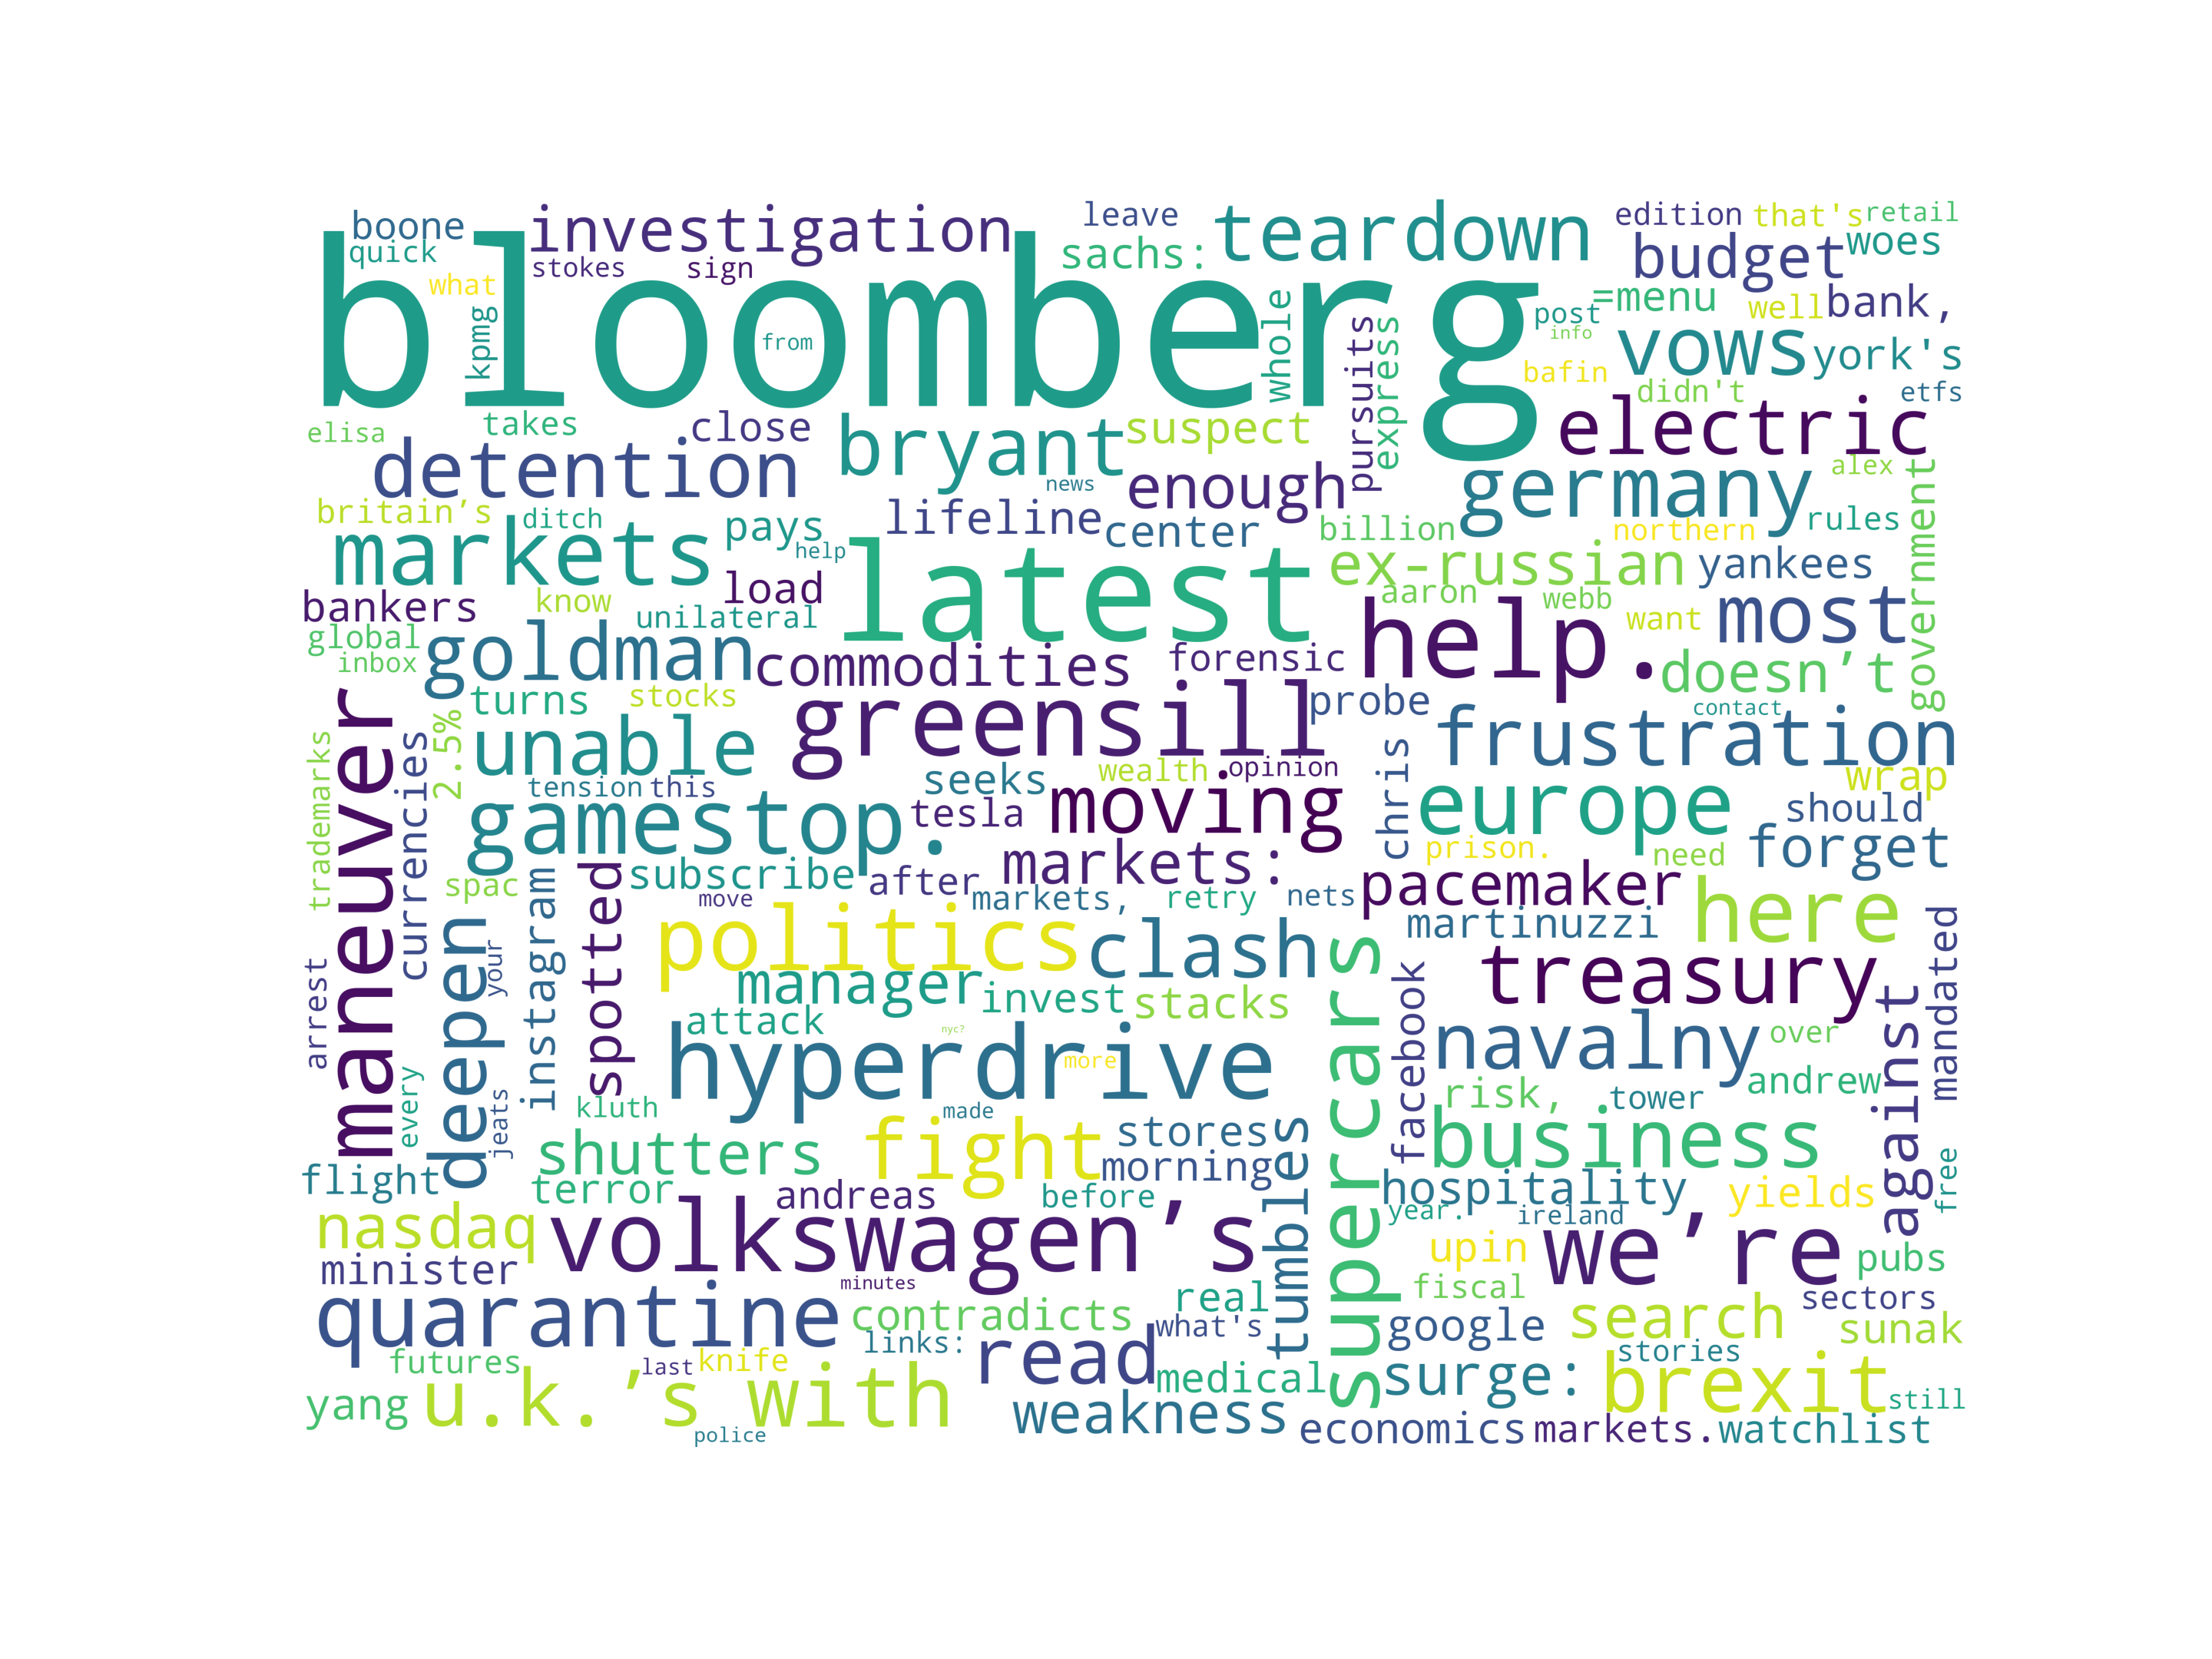 boone
investigation
leave
teardown
edition
that's
retail
quick
stokes
sign
sachs:
budget
woes
what
bloomberg
kpmg
from
whole
pursuits
express
post
=menu
well
bank,
info
vows
york's
bafin
didn't
etfs
elisa
takes
close
bryant
suspect
electric
detention
news
enough
germany
alex
government
britain’s
ditch
pays
lifeline
center
billion
northern
rules
markets
help
latest
ex-russian
yankees
bankers
know
load
unilateral
aaron
webb
want
most
global
inbox
goldman
commodities
forensic
help.
doesn’t
maneuver
turns
stocks
greensill
probe
contact
trademarks
currencies
2.5%
unable
seeks
wealth
opinion
chris
frustration
wrap
tension
this
gamestop.
tesla
moving
europe
should
spac
instagram
spotted
subscribe
after
markets:
prison.
need
forget
move
markets,
retry
nets
pacemaker
here
arrest
deepen
your
politics
clash
supercars
martinuzzi
mandated
manager
invest
stacks
facebook
treasury
against
attack
nyc?
hyperdrive
more
navalny
over
every
jeats
kluth
made
risk,
tower
andrew
shutters
fight
stores
tumbles
business
free
flight
terror
andreas
before
morning
hospitality
yields
nasdaq
volkswagen’s
year.
ireland
minister
minutes
upin
we’re
pubs
quarantine
contradicts
real
fiscal
sectors
links:
what's
google
search
sunak
futures
last
knife
read
medical
surge:
stories
yang
u.k.’s with
weakness
brexit
still
police
economics
markets.
watchlist